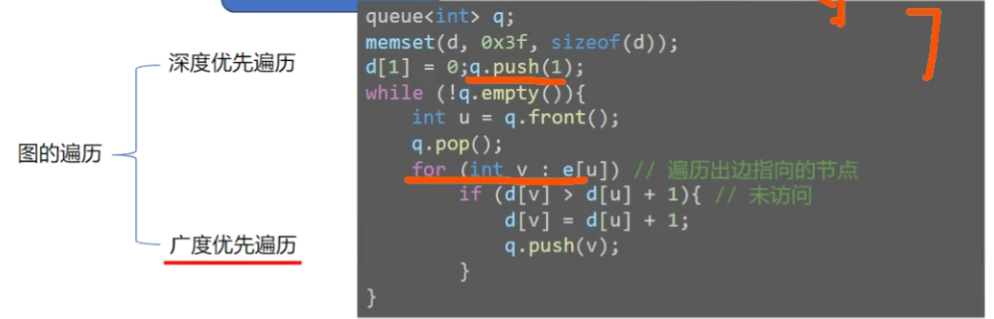 深度优先遍历
图的遍历
广度优先遍历
queue<int> q;
memset(d, 0x3f, sizeof(d));
d[1] = 0;q.push(1);
while (!q.empty()){
    int u = q.front();
    q.pop();
    for (int v : e[u]) // 遍历出边指向的节点
        if (d[v] > d[u] + 1){ // 未访问
            d[v] = d[u] + 1;
            q.push(v);
        }
}